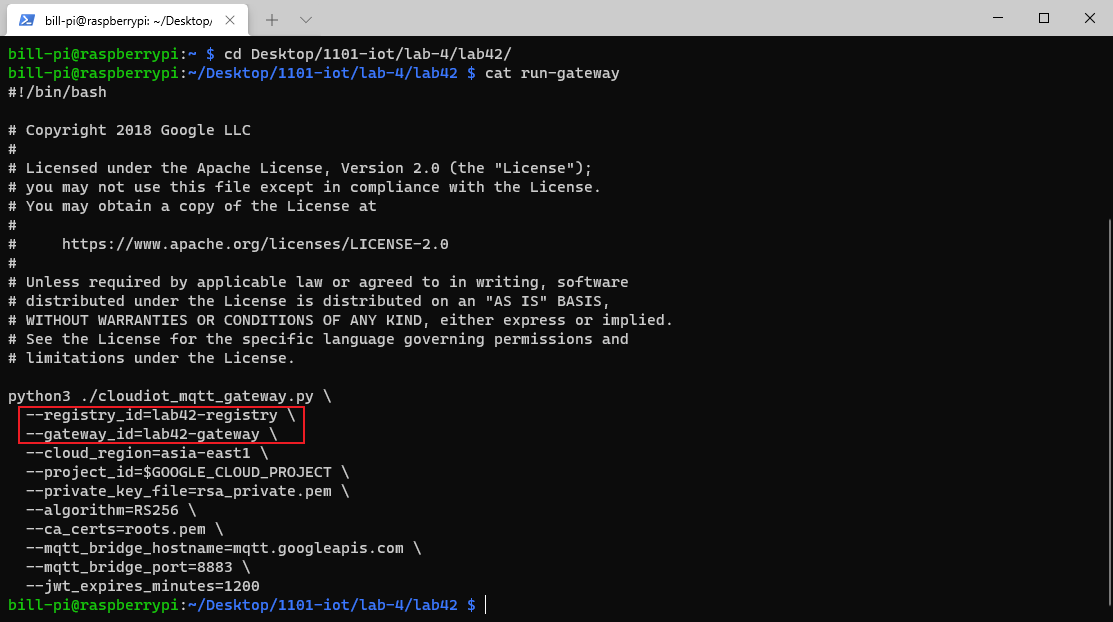 bill-pi@raspberrypi: ~/Desktop/
bill-pi@raspberrypi:~ $ cd Desktop/1101-iot/lab-4/lab42/
bill-pi@raspberrypi:~/Desktop/1101-iot/lab-4/lab42 $ cat run-gateway
#!/bin/bash

# Copyright 2018 Google LLC
#
# Licensed under the Apache License, Version 2.0 (the "License");
# you may not use this file except in compliance with the License.
# You may obtain a copy of the License at
#
#     https://www.apache.org/licenses/LICENSE-2.0
#
# Unless required by applicable law or agreed to in writing, software
# distributed under the License is distributed on an "AS IS" BASIS,
# WITHOUT WARRANTIES OR CONDITIONS OF ANY KIND, either express or implied.
# See the License for the specific language governing permissions and
# limitations under the License.

python3 ./cloudiot_mqtt_gateway.py \
  --registry_id=lab42-registry \
  --gateway_id=lab42-gateway \
  --cloud_region=asia-east1 \
  --project_id=$GOOGLE_CLOUD_PROJECT \
  --private_key_file=rsa_private.pem \
  --algorithm=RS256 \
  --ca_certs=roots.pem \
  --mqtt_bridge_hostname=mqtt.googleapis.com \
  --mqtt_bridge_port=8883 \
  --jwt_expires_minutes=1200
bill-pi@raspberrypi:~/Desktop/1101-iot/lab-4/lab42 $